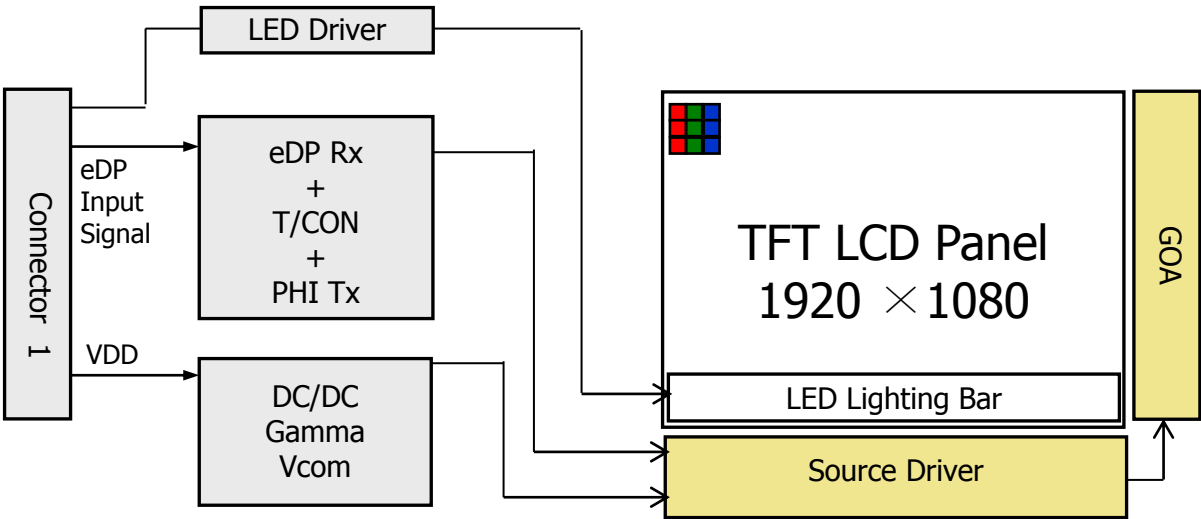 LED Driver
Connector 1
eDP
Input
Signal
eDP Rx
+
T/CON
+
PHI Tx
VDD
DC/DC
Gamma
Vcom
TFT LCD Panel
1920 ×1080
LED Lighting Bar
Source Driver
GOA